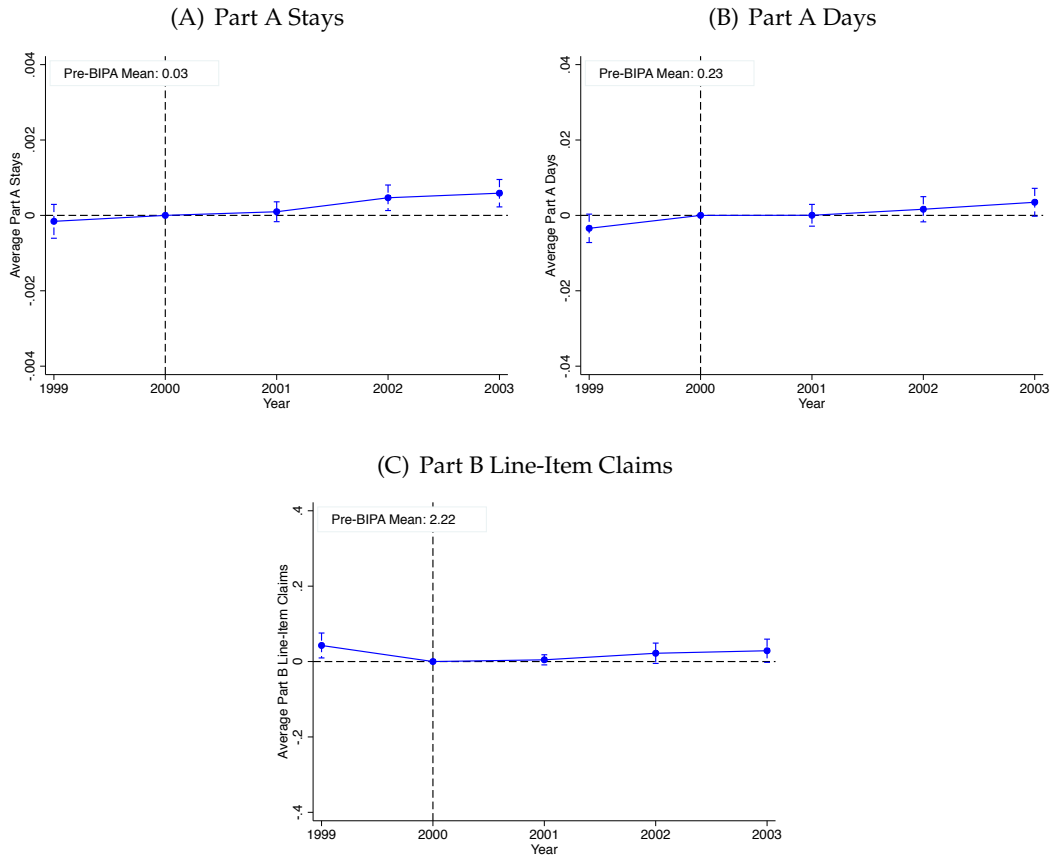 (A) Part A Stays
Pre-BIPA Mean: 0.03
Average Part A Stays
.004
.002
0
-.002
-.004
1999 2000 2001 2002 2003
Year
(B) Part A Days
Pre-BIPA Mean: 0.23
Average Part A Days
.04
.02
0
-.02
-.04
1999 2000 2001 2002 2003
Year
(C) Part B Line-Item Claims
Pre-BIPA Mean: 2.22
Average Part B Line-Item Claims
.4
.2
0
-.2
-.4
1999 2000 2001 2002 2003
Year